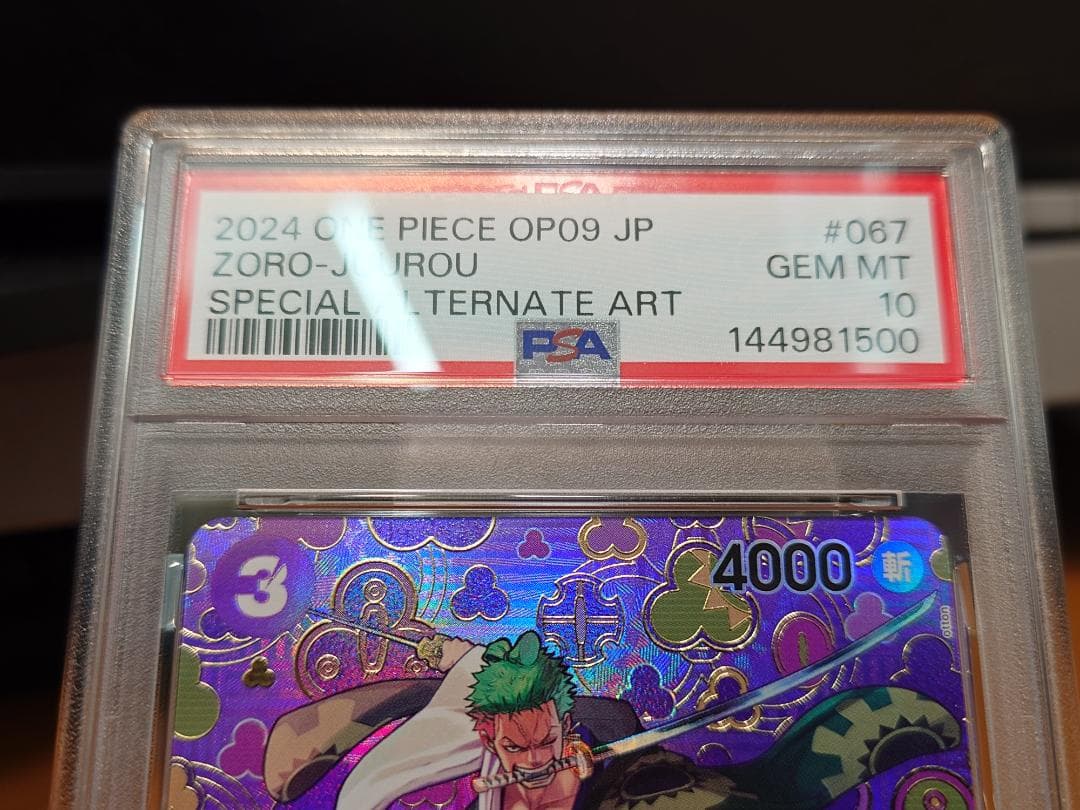 2024 ONE PIECE OP09 JP #067
ZORO-JUUROU GEM MT
SPECIAL ALTERNATE ART 10
144981500
PSA
3
4000
斬
otton